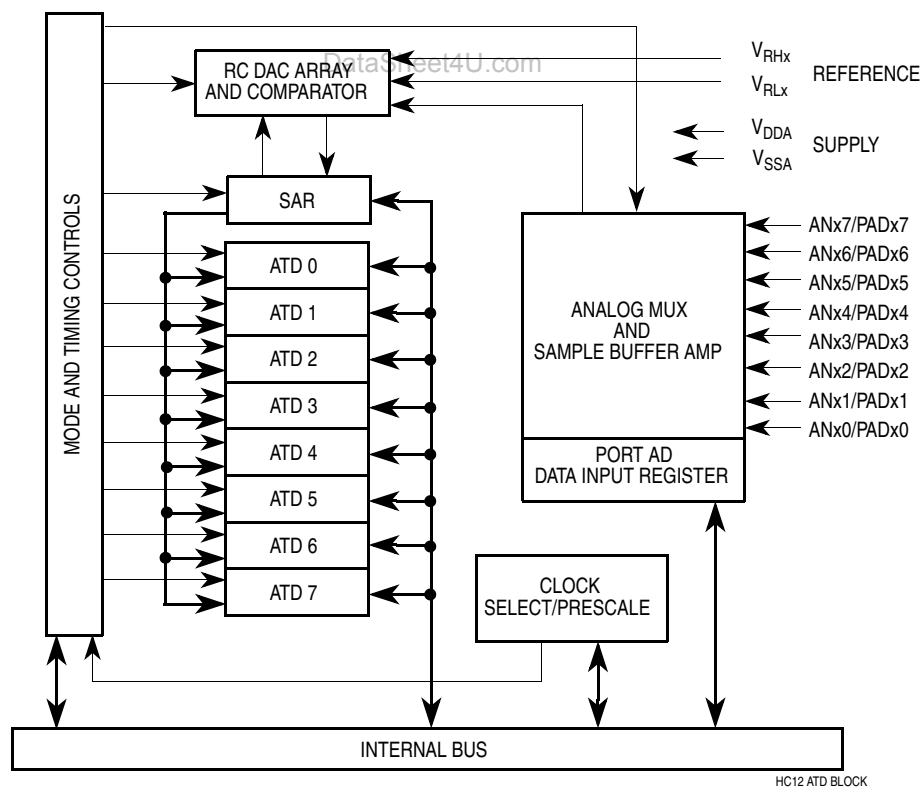 DataSheet4U.com
RC DAC ARRAY
AND COMPARATOR
V_RHx
V_RLx
REFERENCE
V_DDA
V_SSA
SUPPLY
MODE AND TIMING CONTROLS
SAR
ATD 0
ATD 1
ATD 2
ATD 3
ATD 4
ATD 5
ATD 6
ATD 7
ANALOG MUX
AND
SAMPLE BUFFER AMP
PORT AD
DATA INPUT REGISTER
ANx7/PADx7
ANx6/PADx6
ANx5/PADx5
ANx4/PADx4
ANx3/PADx3
ANx2/PADx2
ANx1/PADx1
ANx0/PADx0
CLOCK
SELECT/PRESCALE
INTERNAL BUS
HC12 ATD BLOCK